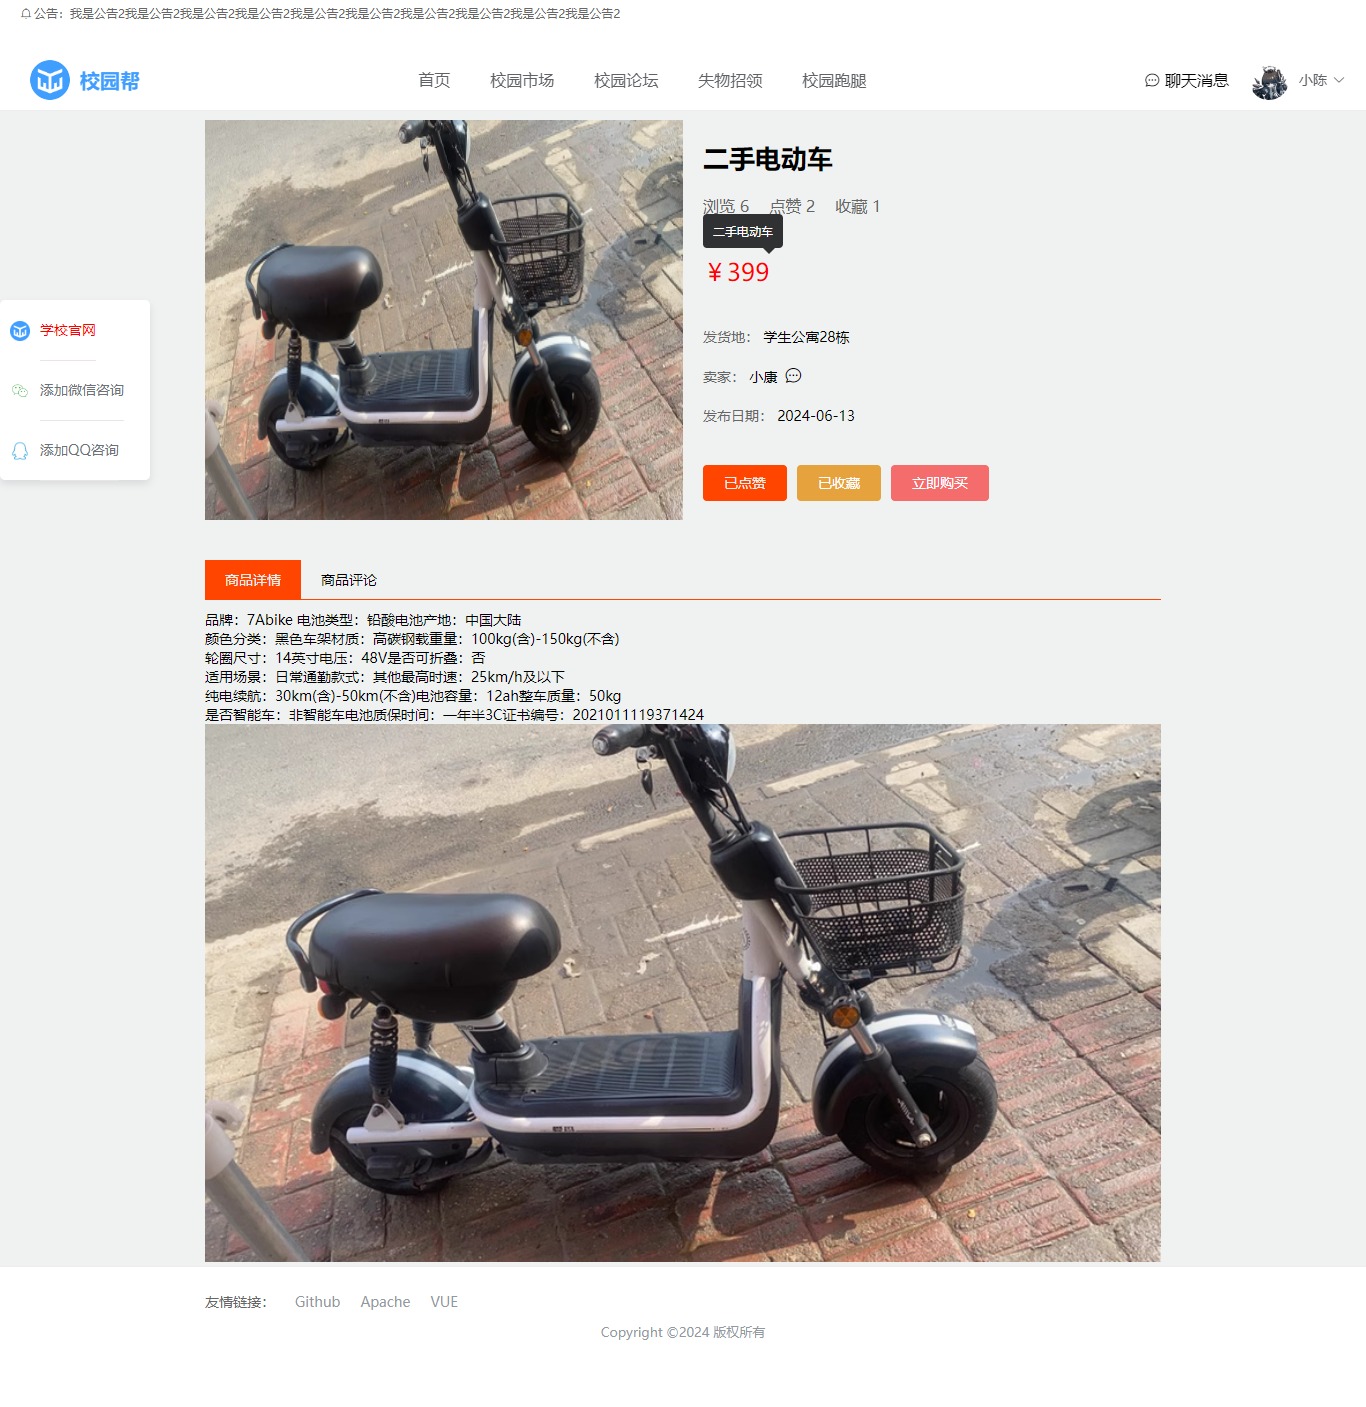 公告：我是公告2我是公告2我是公告2我是公告2我是公告2我是公告2我是公告2我是公告2我是公告2我是公告2
校园帮 首页 校园市场 校园论坛 失物招领 校园跑腿 聊天消息 小陈
二手电动车
浏览 6 点赞 2 收藏 1
二手电动车
￥399
发货地： 学生公寓28栋
卖家： 小康
发布日期： 2024-06-13
已点赞 已收藏 立即购买
学校官网
添加微信咨询
添加QQ咨询
商品详情 商品评论
品牌：7Abike 电池类型：铅酸电池产地：中国大陆
颜色分类：黑色车架材质：高碳钢载重量：100kg(含)-150kg(不含)
轮圈尺寸：14英寸电压：48V是否可折叠：否
适用场景：日常通勤款式：其他最高时速：25km/h及以下
纯电续航：30km(含)-50km(不含)电池容量：12ah整车质量：50kg
是否智能车：非智能车电池质保时间：一年半3C证书编号：2021011119371424
友情链接： Github Apache VUE
Copyright ©2024 版权所有